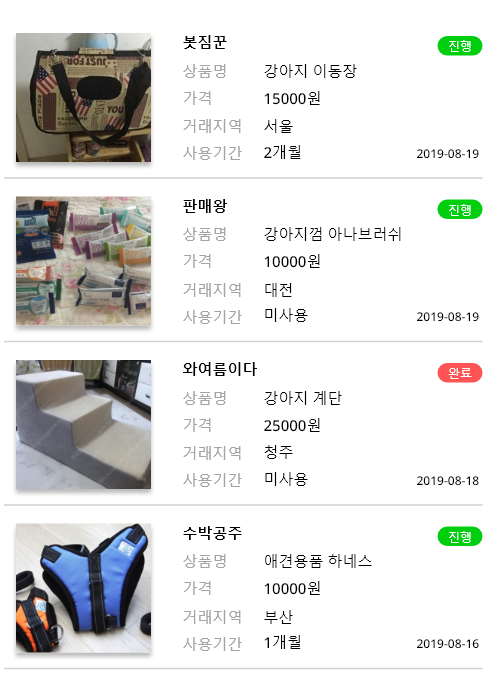 봇짐꾼
진행
상품명 강아지 이동장
가격 15000원
거래지역 서울
사용기간 2개월 2019-08-19
JUST FOR
YOU
판매왕
진행
상품명 강아지껌 아나브러쉬
가격 10000원
거래지역 대전
사용기간 미사용 2019-08-19
와여름이다
완료
상품명 강아지 계단
가격 25000원
거래지역 청주
사용기간 미사용 2019-08-18
수박공주
진행
상품명 애견용품 하네스
가격 10000원
거래지역 부산
사용기간 1개월 2019-08-16